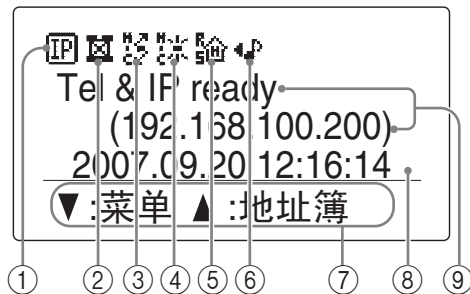 IP
Tel & IP ready
(192.168.100.200)
2007.09.20 12:16:14
▼ :菜单 ▲ :地址簿
① ② ③ ④ ⑤ ⑥ ⑦ ⑧ ⑨